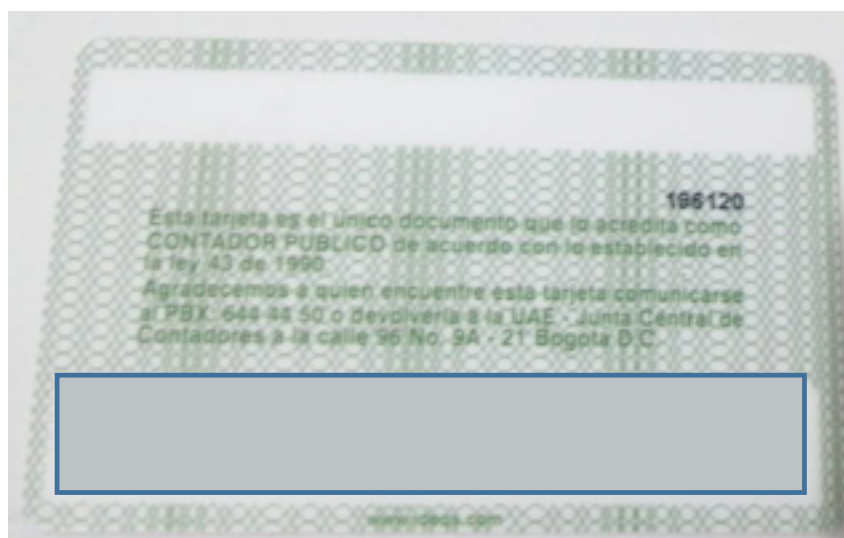 196120
Esta tarjeta es el unico documento que lo acredita como
CONTADOR PUBLICO de acuerdo con lo establecido en
la ley 43 de 1990.
Agradecemos a quien encuentre esta tarjeta comunicarse
al PBX: 644 44 50 o devolverla a la UAE - Junta Central de
Contadores a la calle 96 No. 9A - 21 Bogota D.C.